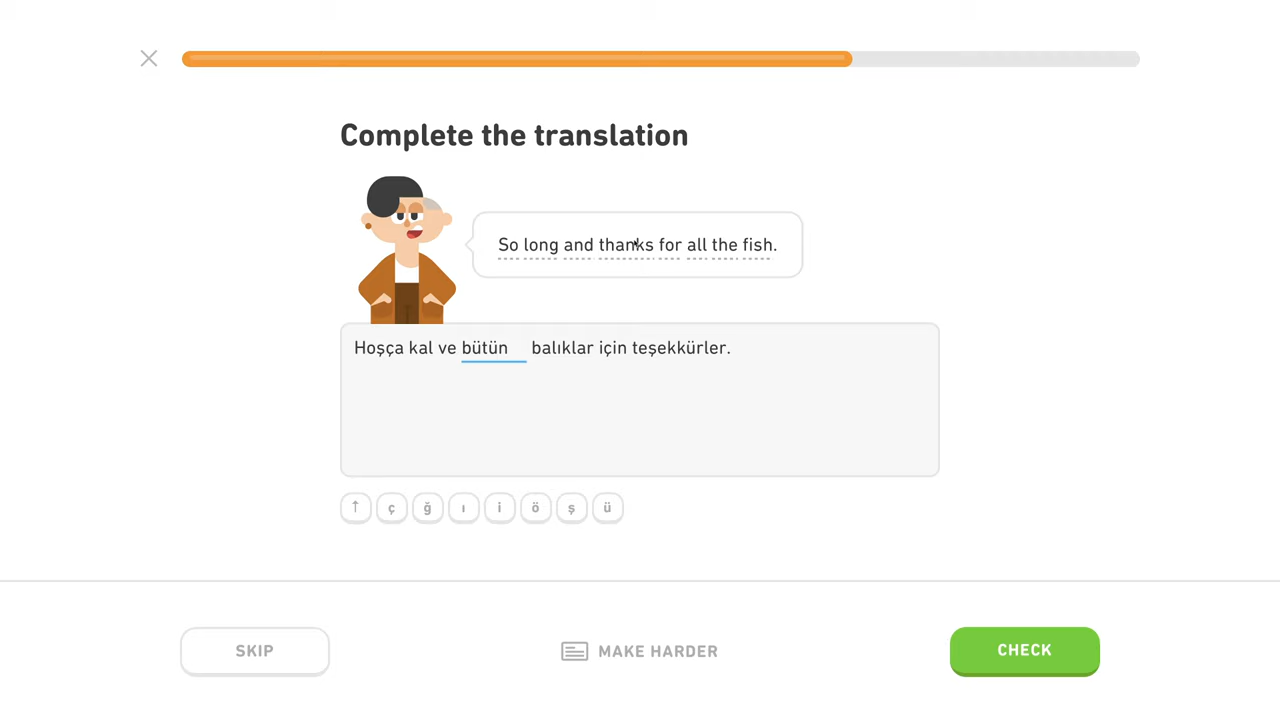 Complete the translation
So long and thanks for all the fish.
Hoşça kal ve bütün balıklar için teşekkürler.
↑ ç ğ ı i ö ş ü
SKIP
MAKE HARDER
CHECK